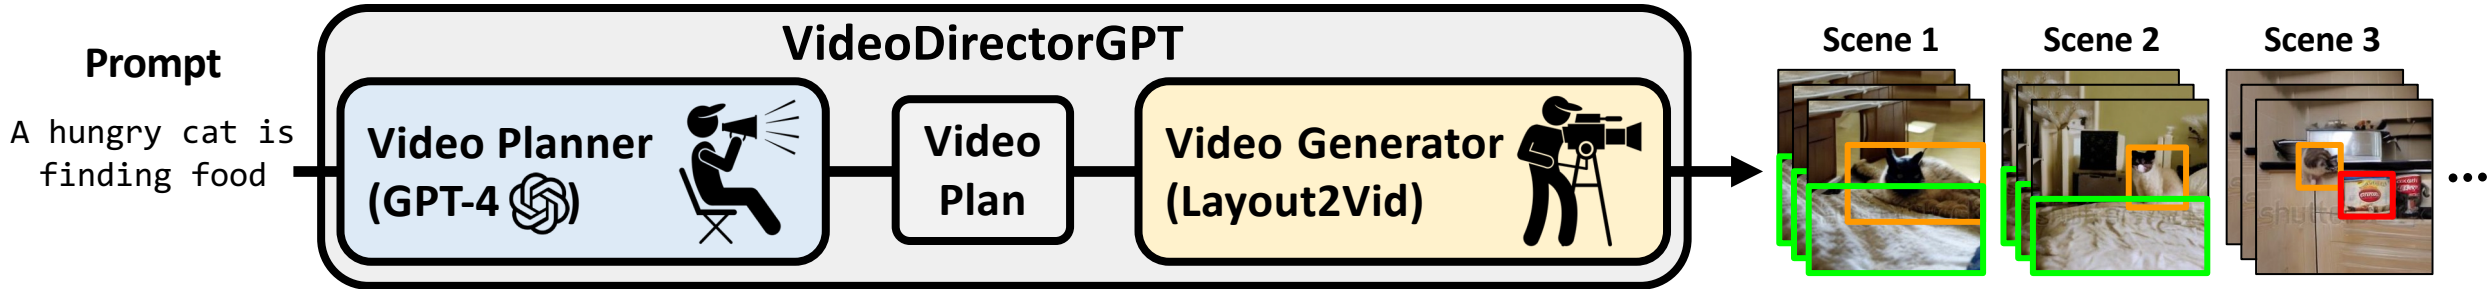 VideoDirectorGPT
Prompt
A hungry cat is
finding food
Video Planner
(GPT-4 )
Video
Plan
Video Generator
(Layout2Vid)
Scene 1
Scene 2
Scene 3
...